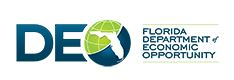 DEO
FLORIDA
DEPARTMENT of
ECONOMIC
OPPORTUNITY